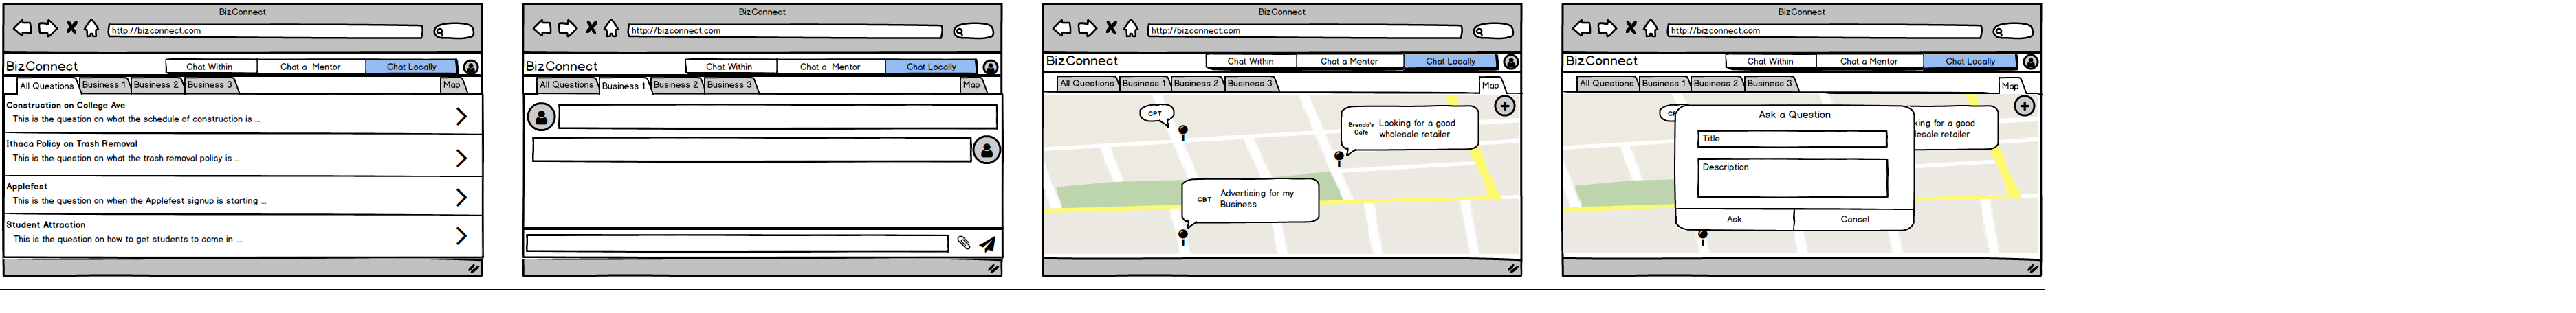 BizConnect
http://bizconnect.com
BizConnect
Chat Within
Chat a Mentor
Chat Locally
All Questions
Business 1
Business 2
Business 3
Map
Construction on College Ave
This is the question on what the schedule of construction is ...
Ithaca Policy on Trash Removal
This is the question on what the trash removal policy is ...
Applefest
This is the question on when the Applefest signup is starting ...
Student Attraction
This is the question on how to get students to come in ...
BizConnect
http://bizconnect.com
BizConnect
Chat Within
Chat a Mentor
Chat Locally
All Questions
Business 1
Business 2
Business 3
Map
BizConnect
http://bizconnect.com
BizConnect
Chat Within
Chat a Mentor
Chat Locally
All Questions
Business 1
Business 2
Business 3
Map
CPT
Brenda's
Cafe
Looking for a good
wholesale retailer
CBT
Advertising for my
Business
BizConnect
http://bizconnect.com
BizConnect
Chat Within
Chat a Mentor
Chat Locally
All Questions
Business 1
Business 2
Business 3
Map
king for a good
lesale retailer
Ask a Question
Title
Description
Ask
Cancel